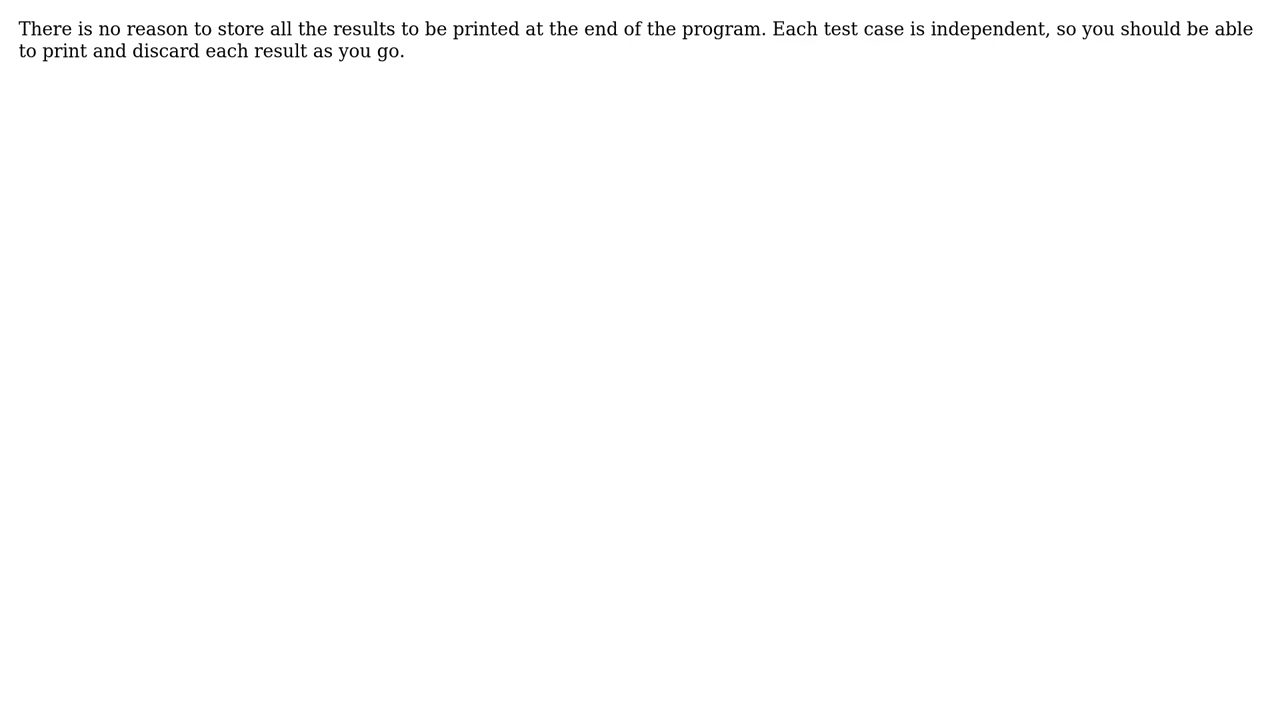 There is no reason to store all the results to be printed at the end of the program. Each test case is independent, so you should be able
to print and discard each result as you go.